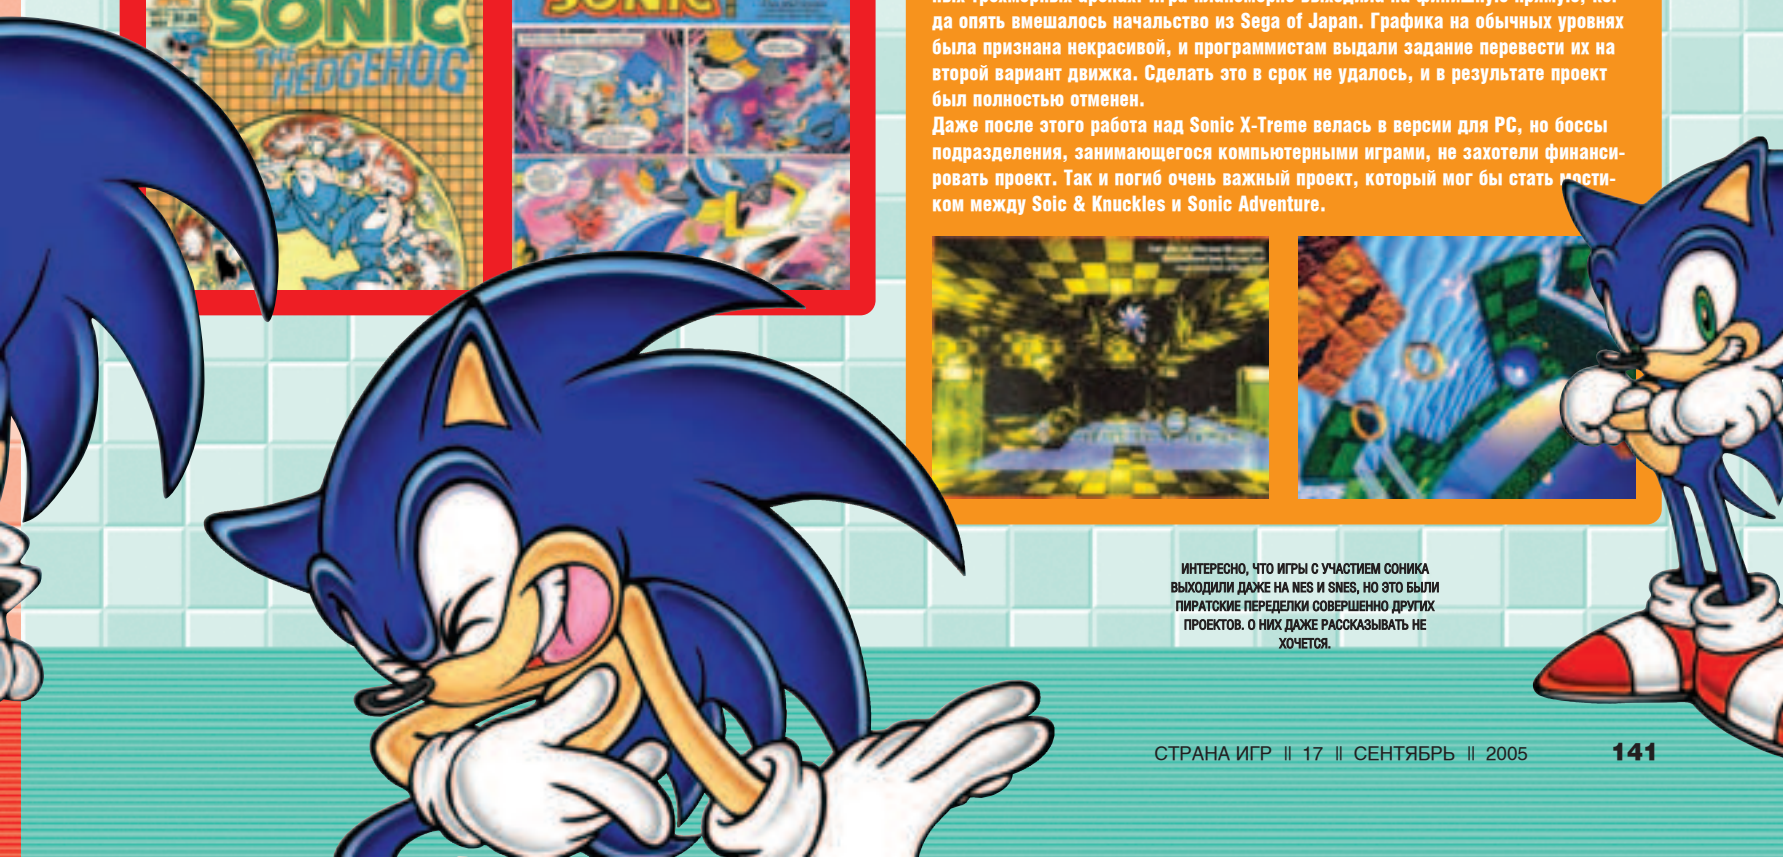 SONIC
THE
HEDGEHOG
SONIC
да опять вмешалось начальство из Sega of Japan. Графика на обычных уровнях
была признана некрасивой, и программистам выдали задание перевести их на
второй вариант движка. Сделать это в срок не удалось, и в результате проект
был полностью отменен.
Даже после этого работа над Sonic X-Treme велась в версии для PC, но боссы
подразделения, занимающегося компьютерными играми, не захотели финанси-
ровать проект. Так и погиб очень важный проект, который мог бы стать мости-
ком между Soic & Knuckles и Sonic Adventure.
ИНТЕРЕСНО, ЧТО ИГРЫ С УЧАСТИЕМ СОНИКА
ВЫХОДИЛИ ДАЖЕ НА NES И SNES, НО ЭТО БЫЛИ
ПИРАТСКИЕ ПЕРЕДЕЛКИ СОВЕРШЕННО ДРУГИХ
ПРОЕКТОВ. О НИХ ДАЖЕ РАССКАЗЫВАТЬ НЕ
ХОЧЕТСЯ.
СТРАНА ИГР || 17 || СЕНТЯБРЬ || 2005 141